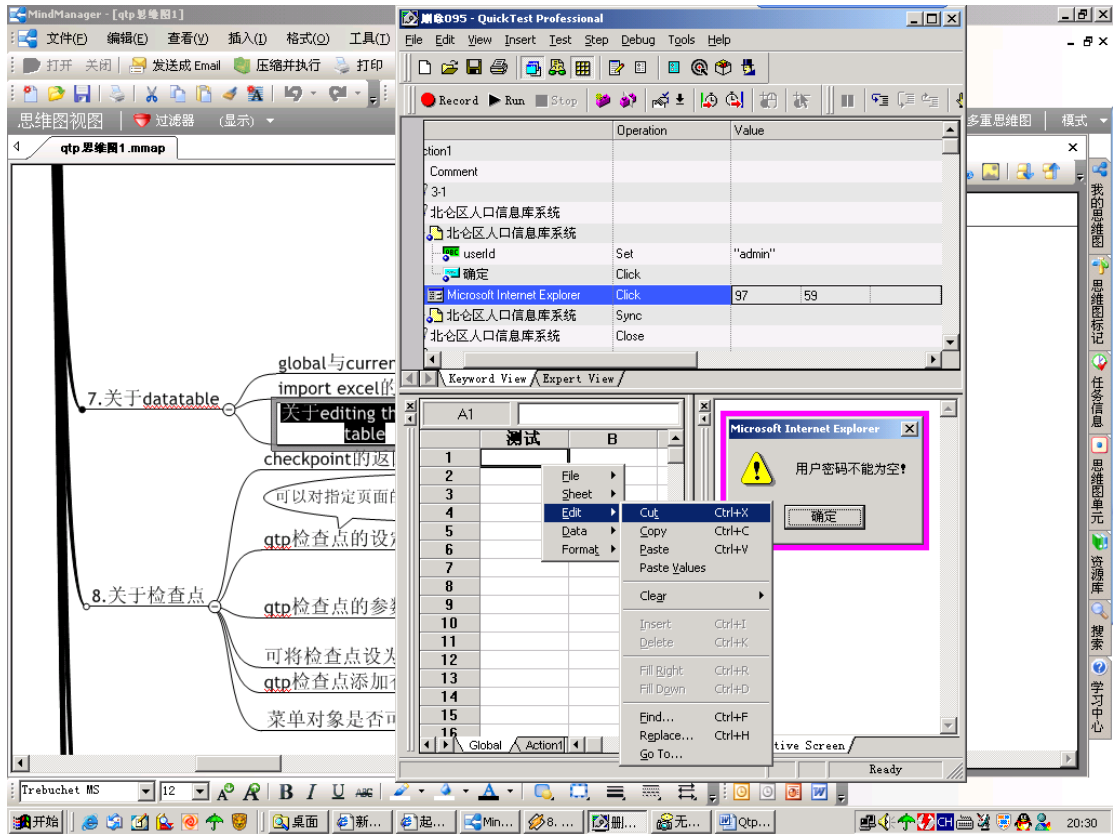 MindManager - [qtp思维图1]
文件(F) 编辑(E) 查看(V) 插入(I) 格式(O) 工具(T)
打开 关闭 发送成 Email 压缩并执行 打印
思维图视图 过滤器 (显示)
qtp思维图1.mmap
多重思维图 模式
global与curren
import excel的
7.关于datatable
关于editing th
table
checkpoint的返
可以对指定页面的
qtp检查点的设
8.关于检查点
qtp检查点的参数
可将检查点设为
qtp检查点添加
菜单对象是否可
095 - QuickTest Professional
File Edit View Insert Test Step Debug Tools Help
Record Run Stop
Operation Value
ction1
Comment
3-1
北仑区人口信息库系统
北仑区人口信息库系统
userId Set "admin"
确定 Click
Microsoft Internet Explorer Click 97 59
北仑区人口信息库系统 Sync
北仑区人口信息库系统 Close
Keyword View Expert View
A1
测试 B
1
2
3
4
5
6
7
8
9
10
11
12
13
14
15
16
Global Action1
File
Sheet
Edit
Data
Format
Cut Ctrl+X
Copy Ctrl+C
Paste Ctrl+V
Paste Values
Clear
Insert Ctrl+I
Delete Ctrl+K
Fill Right Ctrl+R
Fill Down Ctrl+D
Find... Ctrl+F
Replace... Ctrl+H
Go To...
Microsoft Internet Explorer
用户密码不能为空!
确定
tive Screen
Ready
我的思维图
思维图标记
任务信息
思维图单元
资源库
搜索
学习中心
Trebuchet MS 12 B I U ABC
开始 桌面 新... 起... Min... 8. ... 册... 无... Qtp... CH 20:30